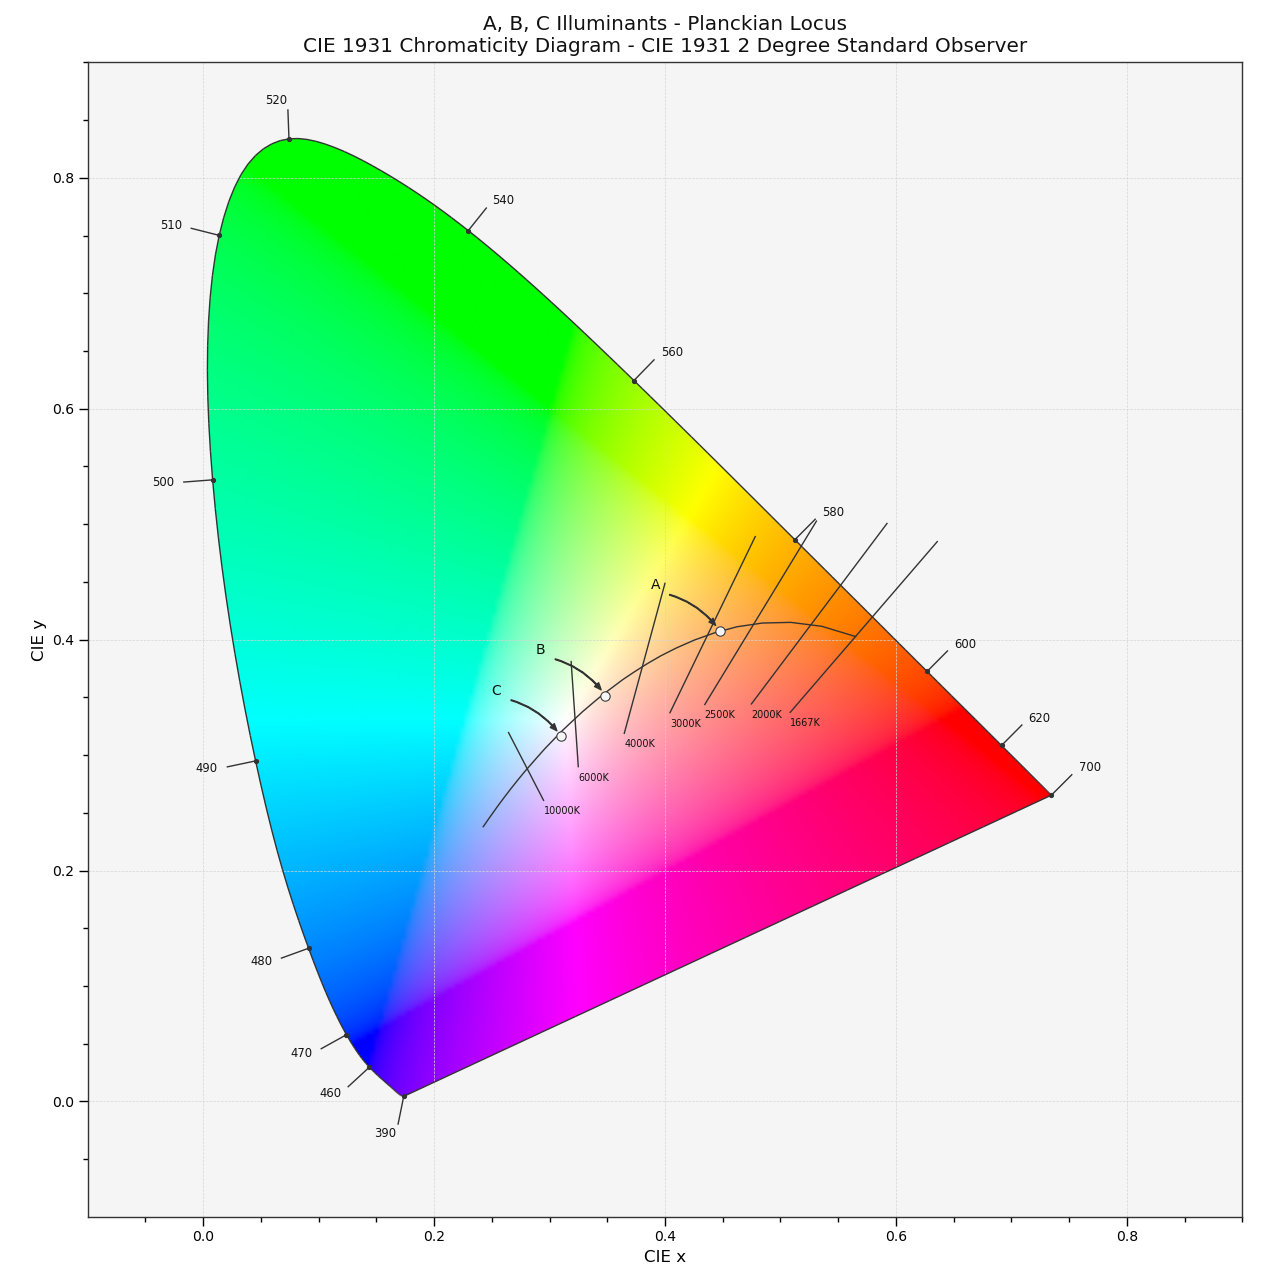 A, B, C Illuminants - Planckian Locus
CIE 1931 Chromaticity Diagram - CIE 1931 2 Degree Standard Observer
520
0.8
540
510
560
0.6
500
580
A
CIE y
0.4
B
600
C
3000K
2500K
2000K
1667K
620
4000K
490
6000K
700
10000K
0.2
480
470
460
0.0
390
0.0
0.2
0.4
0.6
0.8
CIE x